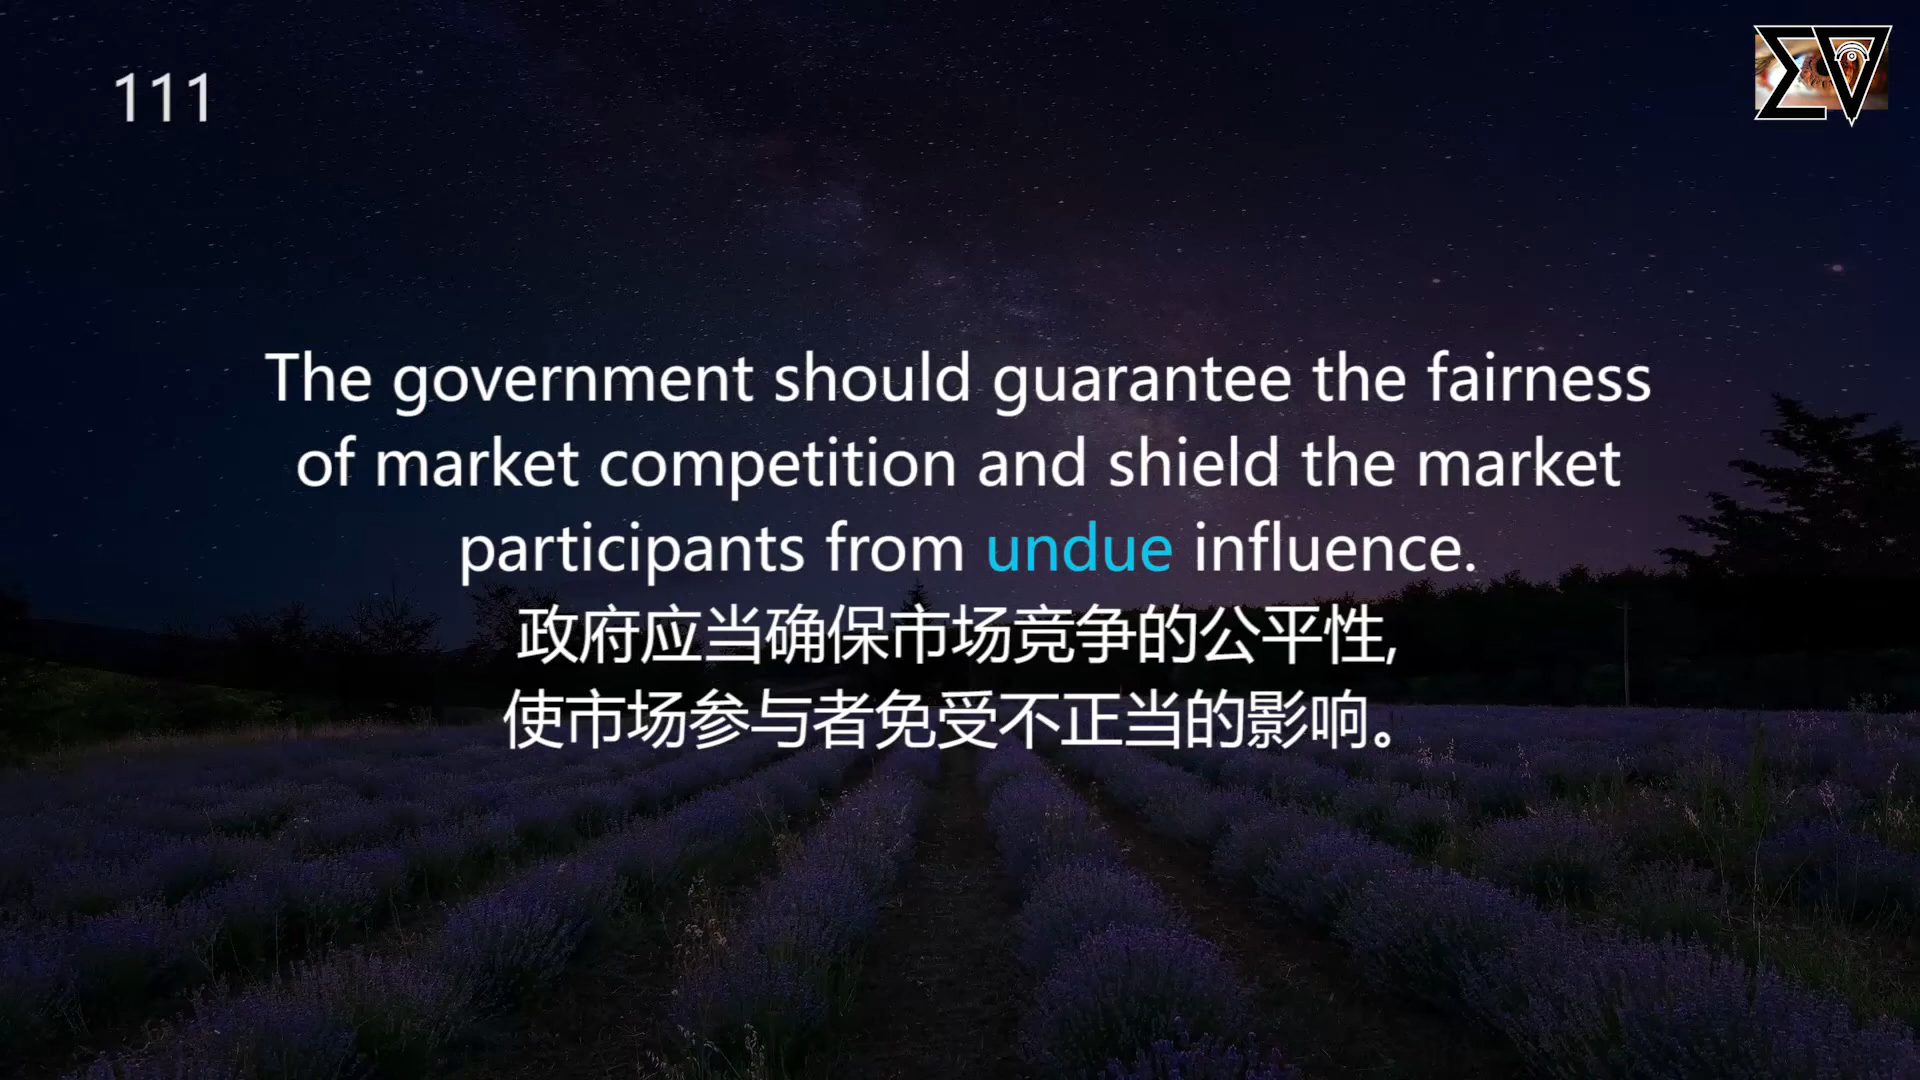 111
The government should guarantee the fairness
of market competition and shield the market
participants from undue influence.
政府应当确保市场竞争的公平性,
使市场参与者免受不正当的影响。